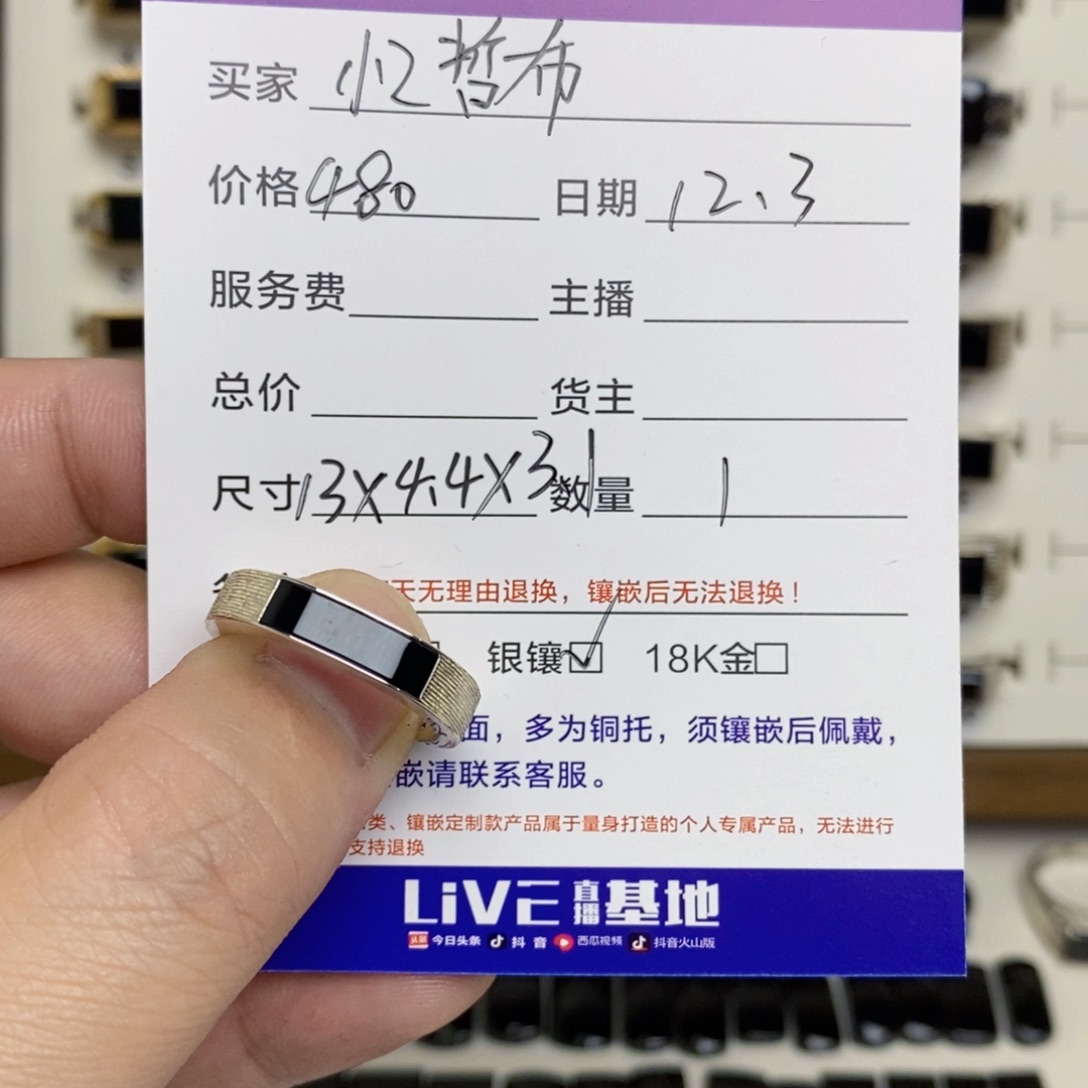 买家 忆哲布
价格 480 日期 12、3
服务费 主播
总价 货主
尺寸 13X4.4X3.1 数量 1
天无理由退换，镶嵌后无法退换！
银镶☑ 18K金□
面，多为铜托，须镶嵌后佩戴，
嵌请联系客服。
类、镶嵌定制款产品属于量身打造的个人专属产品，无法进行
支持退换
LiVE 直播基地
头条 今日头条 抖音 西瓜视频 抖音火山版